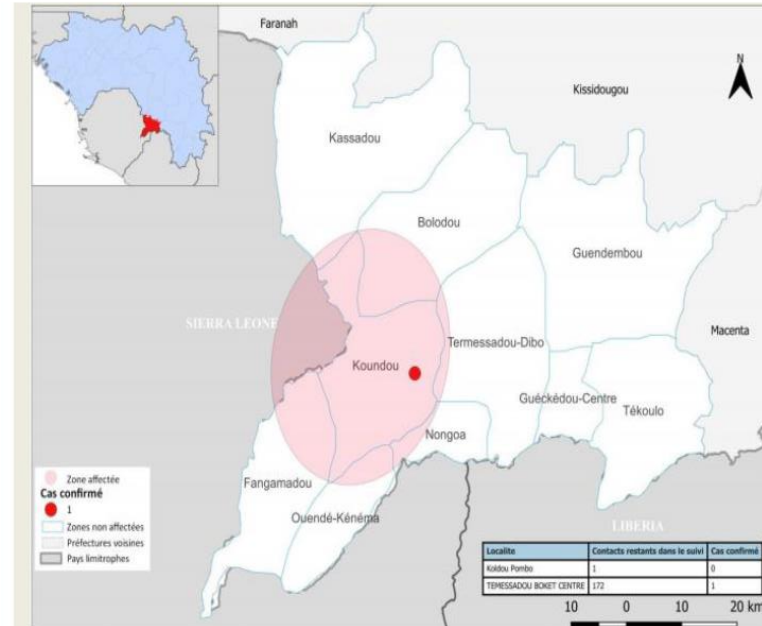 Faranah
Kissidougou
N
Kassadou
Bolodou
Guendembou
SIERRA LEONE
Macenta
Termessadou-Dibo
Koundou
Guéckédou-Centre
Tékoulo
Nongoa
Fangamadou
Ouendé-Kénéma
LIBERIA
Zone affectée
Cas confirmé
1
Zones non affectées
Préfectures voisines
Pays limitrophes
Localite Contacts restants dans le suivi Cas confirmé
Koldou Pombo 1 0
TEMESSADOU BOKET CENTRE 172 1
10 0 10 20 km